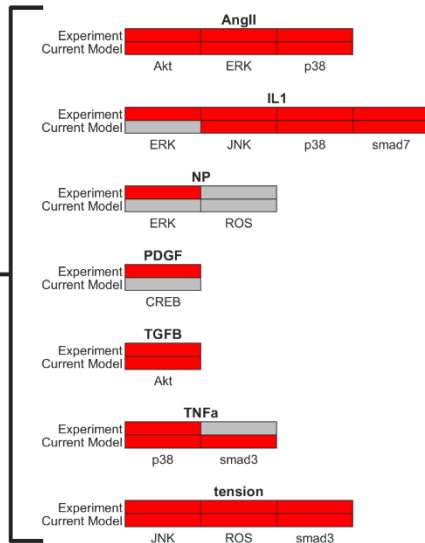 AngII
Experiment
Current Model
Akt ERK p38
IL1
Experiment
Current Model
ERK JNK p38 smad7
NP
Experiment
Current Model
ERK ROS
PDGF
Experiment
Current Model
CREB
TGFB
Experiment
Current Model
Akt
TNFa
Experiment
Current Model
p38 smad3
tension
Experiment
Current Model
JNK ROS smad3